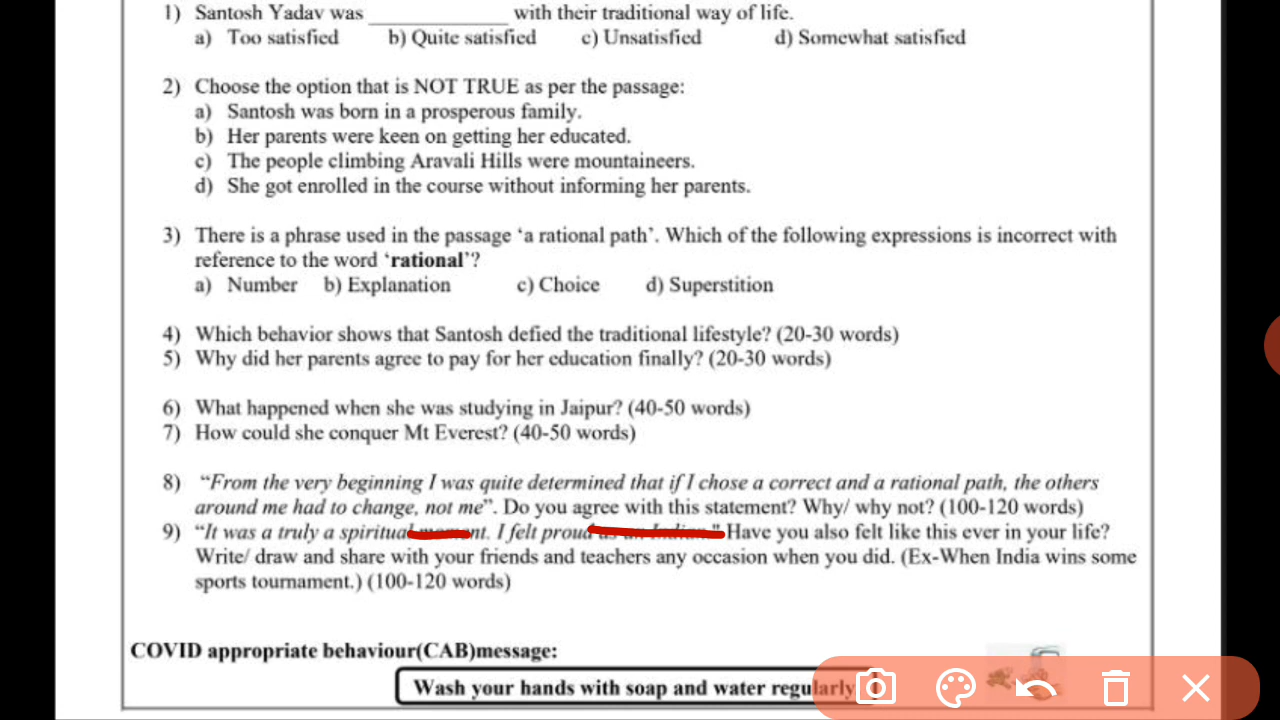 1) Santosh Yadav was ____________ with their traditional way of life.
a) Too satisfied b) Quite satisfied c) Unsatisfied d) Somewhat satisfied
2) Choose the option that is NOT TRUE as per the passage:
a) Santosh was born in a prosperous family.
b) Her parents were keen on getting her educated.
c) The people climbing Aravali Hills were mountaineers.
d) She got enrolled in the course without informing her parents.
3) There is a phrase used in the passage ‘a rational path’. Which of the following expressions is incorrect with
reference to the word ‘rational’?
a) Number b) Explanation c) Choice d) Superstition
4) Which behavior shows that Santosh defied the traditional lifestyle? (20-30 words)
5) Why did her parents agree to pay for her education finally? (20-30 words)
6) What happened when she was studying in Jaipur? (40-50 words)
7) How could she conquer Mt Everest? (40-50 words)
8) “From the very beginning I was quite determined that if I chose a correct and a rational path, the others
around me had to change, not me”. Do you agree with this statement? Why/ why not? (100-120 words)
9) “It was a truly a spiritual moment. I felt proud as an Indian." Have you also felt like this ever in your life?
Write/ draw and share with your friends and teachers any occasion when you did. (Ex-When India wins some
sports tournament.) (100-120 words)
COVID appropriate behaviour(CAB)message:
Wash your hands with soap and water regularly